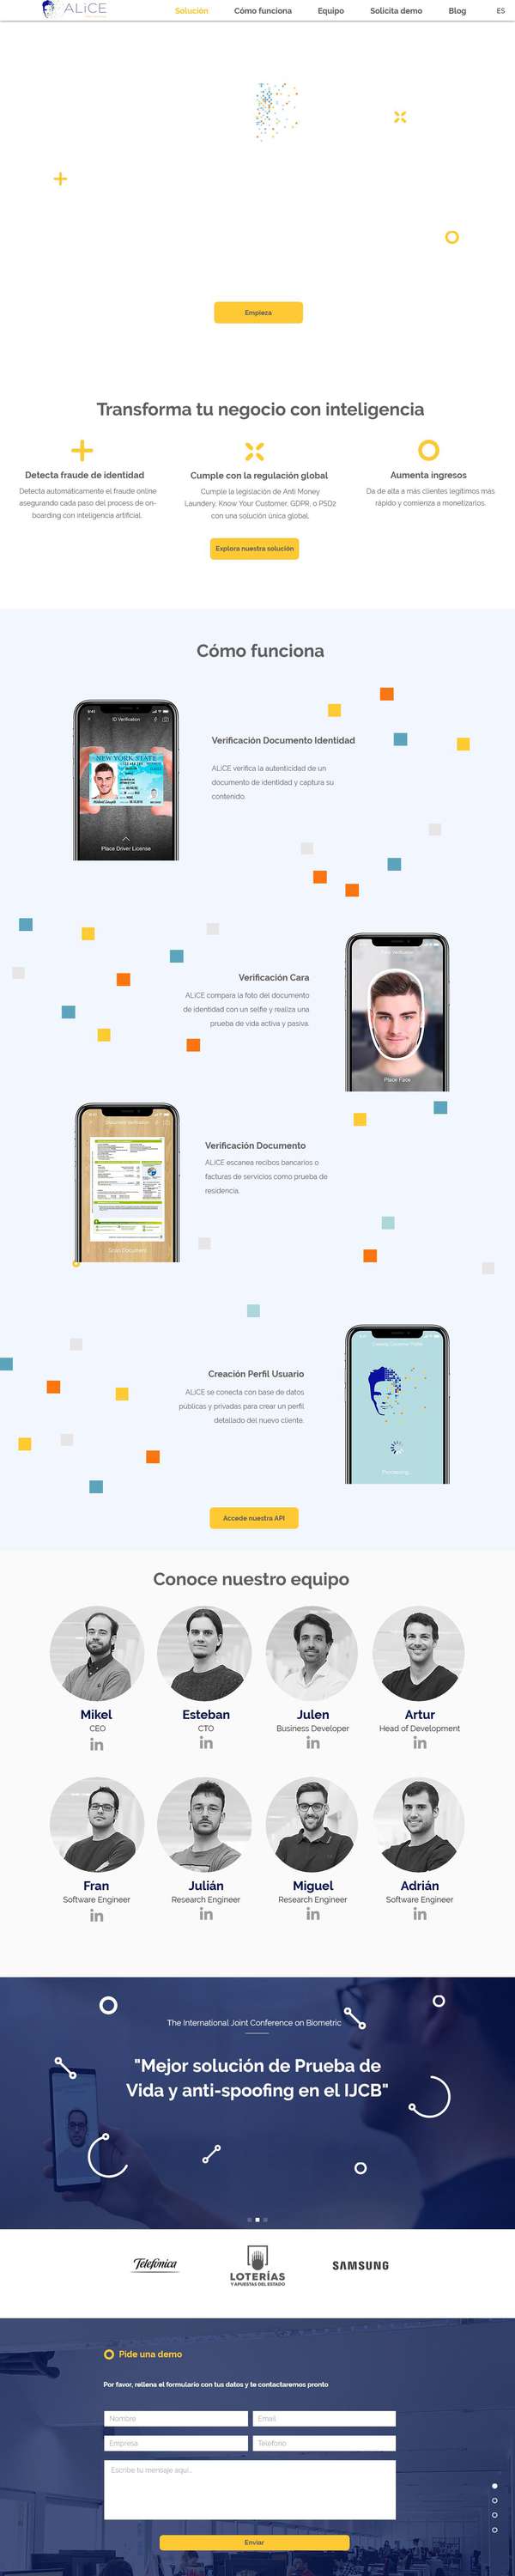 ALiCE
Solución Cómo funciona Equipo Solicita demo Blog ES
Empieza
Transforma tu negocio con inteligencia
Detecta fraude de identidad
Detecta automáticamente el fraude online
asegurando cada paso del proceso de on-
boarding con inteligencia artificial.
Cumple con la regulación global
Cumple la legislación de Anti Money
Laundery, Know Your Customer, GDPR, o PSD2
con una solución única global.
Aumenta ingresos
Da de alta a más clientes legítimos más
rápido y comienza a monetizarlos.
Explora nuestra solución
Cómo funciona
9:41
ID Verification
NEW YORK STATE
Place Driver License
Verificación Documento Identidad
ALiCE verifica la autenticidad de un
documento de identidad y captura su
contenido.
Verificación Cara
ALiCE compara la foto del documento
de identidad con un selfie y realiza una
prueba de vida activa y pasiva.
Place Face
Scan Document
Verificación Documento
ALiCE escanea recibos bancarios o
facturas de servicios como prueba de
residencia.
Creación Perfil Usuario
ALiCE se conecta con base de datos
públicas y privadas para crear un perfil
detallado del nuevo cliente.
Processing...
Accede nuestra API
Conoce nuestro equipo
Mikel
CEO
in
Esteban
CTO
in
Julen
Business Developer
in
Artur
Head of Development
in
Fran
Software Engineer
in
Julián
Research Engineer
in
Miguel
Research Engineer
in
Adrián
Software Engineer
in
The International Joint Conference on Biometric
"Mejor solución de Prueba de
Vida y anti-spoofing en el IJCB"
Telefónica
LOTERÍAS
Y APUESTAS DEL ESTADO
SAMSUNG
Pide una demo
Por favor, rellena el formulario con tus datos y te contactaremos pronto
Nombre
Email
Empresa
Teléfono
Escribe tu mensaje aquí...
Enviar